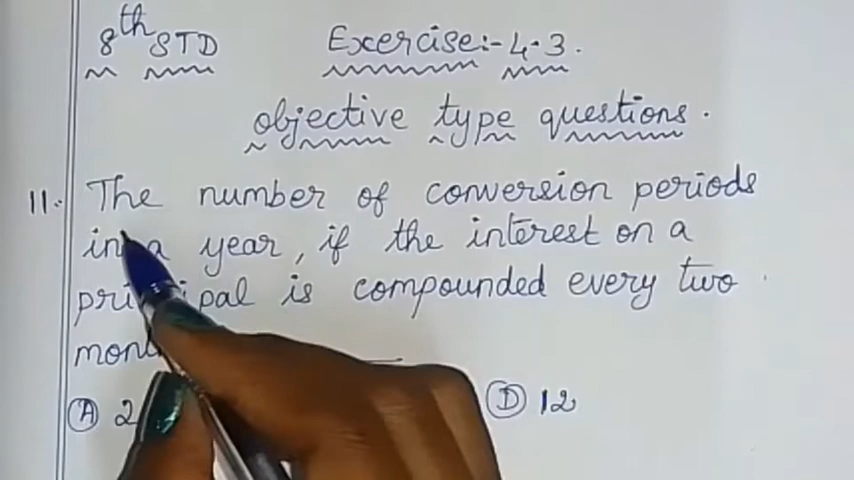 8th STD Exercise:- 4.3.
objective type questions.
11. The number of conversion periods
in a year, if the interest on a
is compounded every two
A 2 D 12